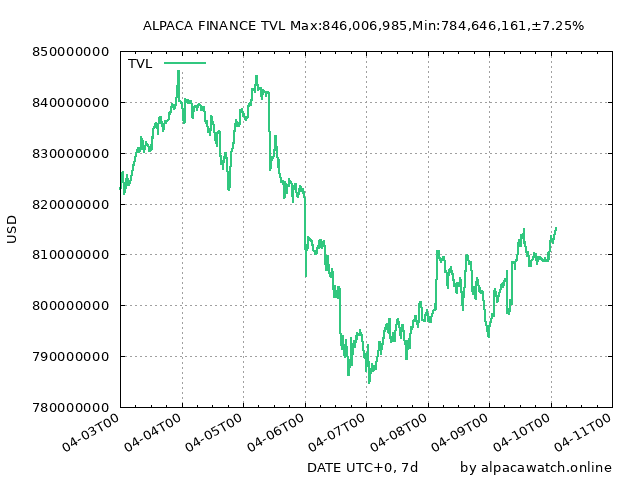 ALPACA FINANCE TVL Max:846,006,985,Min:784,646,161,±7.25%
TVL
850000000
840000000
830000000
820000000
810000000
800000000
790000000
780000000
USD
04-03T00
04-04T00
04-05T00
04-06T00
04-07T00
04-08T00
04-09T00
04-10T00
04-11T00
DATE UTC+0, 7d
by alpacawatch.online